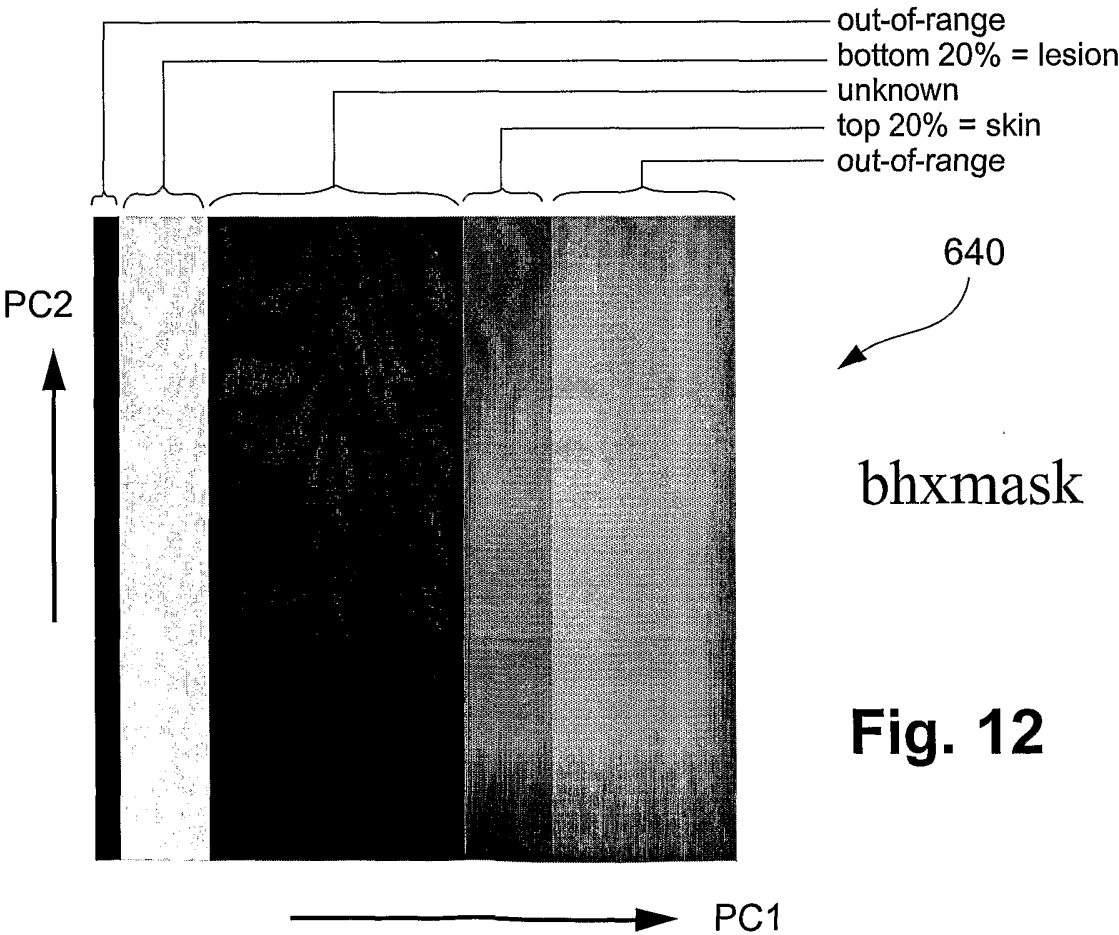 out-of-range
bottom 20% = lesion
unknown
top 20% = skin
out-of-range
640
PC2
bhxmask
Fig. 12
PC1